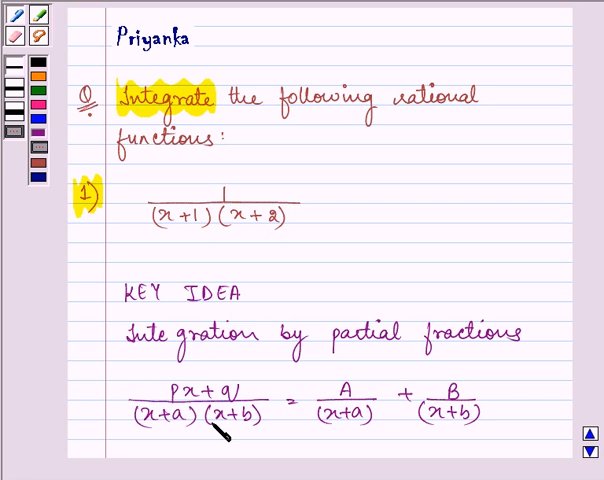 Priyanka
Q Integrate the following rational
functions:
1) 1
(x+1)(x+2)
KEY IDEA
Integration by partial fractions
px+q = A + B
(x+a)(x+b) (x+a) (x+b)